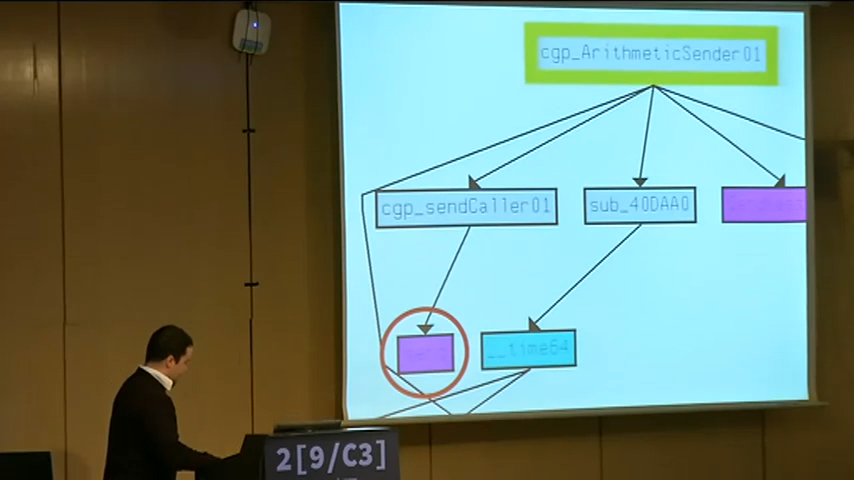 cgp_ArithmeticSender01
cgp_sendCaller01
sub_40DAA0
__time64
2[9/C3]